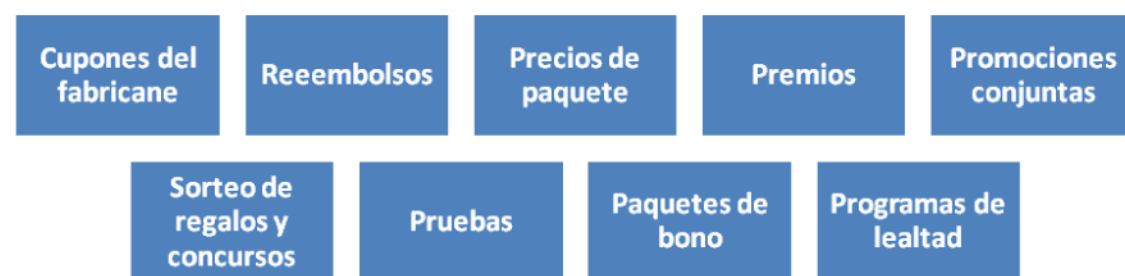 Cupones del
fabricane
Reeembolsos
Precios de
paquete
Premios
Promociones
conjuntas
Sorteo de
regalos y
concursos
Pruebas
Paquetes de
bono
Programas de
lealtad